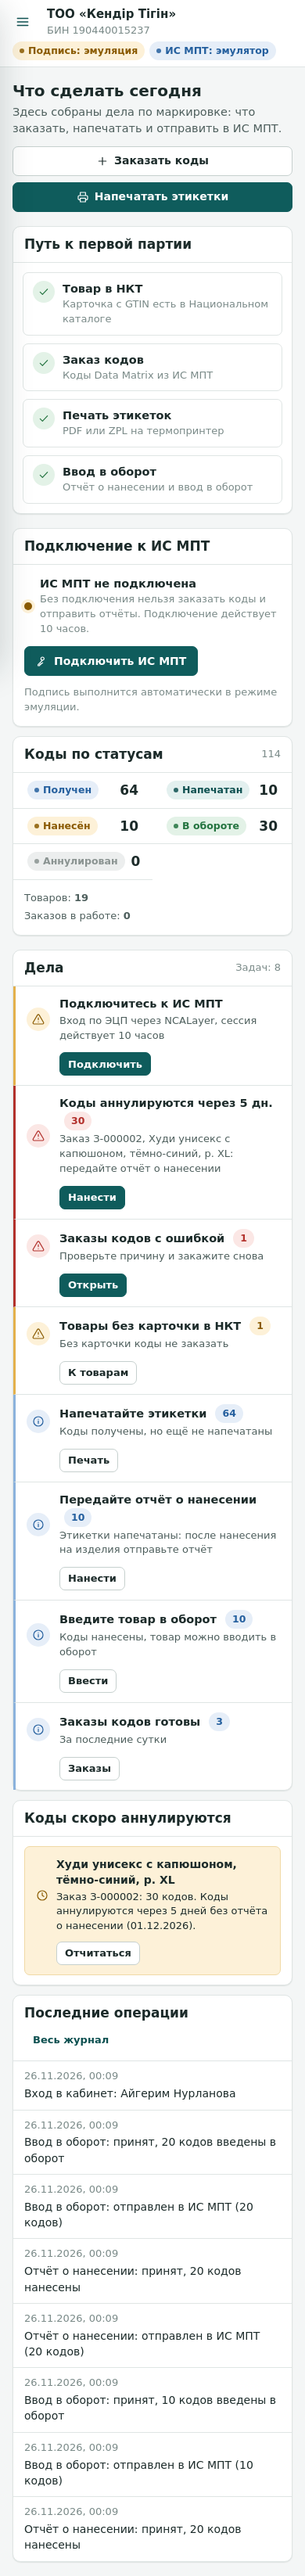 ТОО «Кендір Тігін»
БИН 190440015237
Подпись: эмуляция
ИС МПТ: эмулятор
Что сделать сегодня
Здесь собраны дела по маркировке: что
заказать, напечатать и отправить в ИС МПТ.
Заказать коды
Напечатать этикетки
Путь к первой партии
Товар в НКТ
Карточка с GTIN есть в Национальном
каталоге
Заказ кодов
Коды Data Matrix из ИС МПТ
Печать этикеток
PDF или ZPL на термопринтер
Ввод в оборот
Отчёт о нанесении и ввод в оборот
Подключение к ИС МПТ
ИС МПТ не подключена
Без подключения нельзя заказать коды и
отправить отчёты. Подключение действует
10 часов.
Подключить ИС МПТ
Подпись выполнится автоматически в режиме
эмуляции.
Коды по статусам
114
Получен 64
Напечатан 10
Нанесён 10
В обороте 30
Аннулирован 0
Товаров: 19
Заказов в работе: 0
Дела
Задач: 8
Подключитесь к ИС МПТ
Вход по ЭЦП через NCALayer, сессия
действует 10 часов
Подключить
Коды аннулируются через 5 дн.
30
Заказ З-000002, Худи унисекс с
капюшоном, тёмно-синий, р. XL:
передайте отчёт о нанесении
Нанести
Заказы кодов с ошибкой 1
Проверьте причину и закажите снова
Открыть
Товары без карточки в НКТ 1
Без карточки коды не заказать
К товарам
Напечатайте этикетки 64
Коды получены, но ещё не напечатаны
Печать
Передайте отчёт о нанесении
10
Этикетки напечатаны: после нанесения
на изделия отправьте отчёт
Нанести
Введите товар в оборот 10
Коды нанесены, товар можно вводить в
оборот
Ввести
Заказы кодов готовы 3
За последние сутки
Заказы
Коды скоро аннулируются
Худи унисекс с капюшоном,
тёмно-синий, р. XL
Заказ З-000002: 30 кодов. Коды
аннулируются через 5 дней без отчёта
о нанесении (01.12.2026).
Отчитаться
Последние операции
Весь журнал
26.11.2026, 00:09
Вход в кабинет: Айгерим Нурланова
26.11.2026, 00:09
Ввод в оборот: принят, 20 кодов введены в
оборот
26.11.2026, 00:09
Ввод в оборот: отправлен в ИС МПТ (20
кодов)
26.11.2026, 00:09
Отчёт о нанесении: принят, 20 кодов
нанесены
26.11.2026, 00:09
Отчёт о нанесении: отправлен в ИС МПТ
(20 кодов)
26.11.2026, 00:09
Ввод в оборот: принят, 10 кодов введены в
оборот
26.11.2026, 00:09
Ввод в оборот: отправлен в ИС МПТ (10
кодов)
26.11.2026, 00:09
Отчёт о нанесении: принят, 20 кодов
нанесены